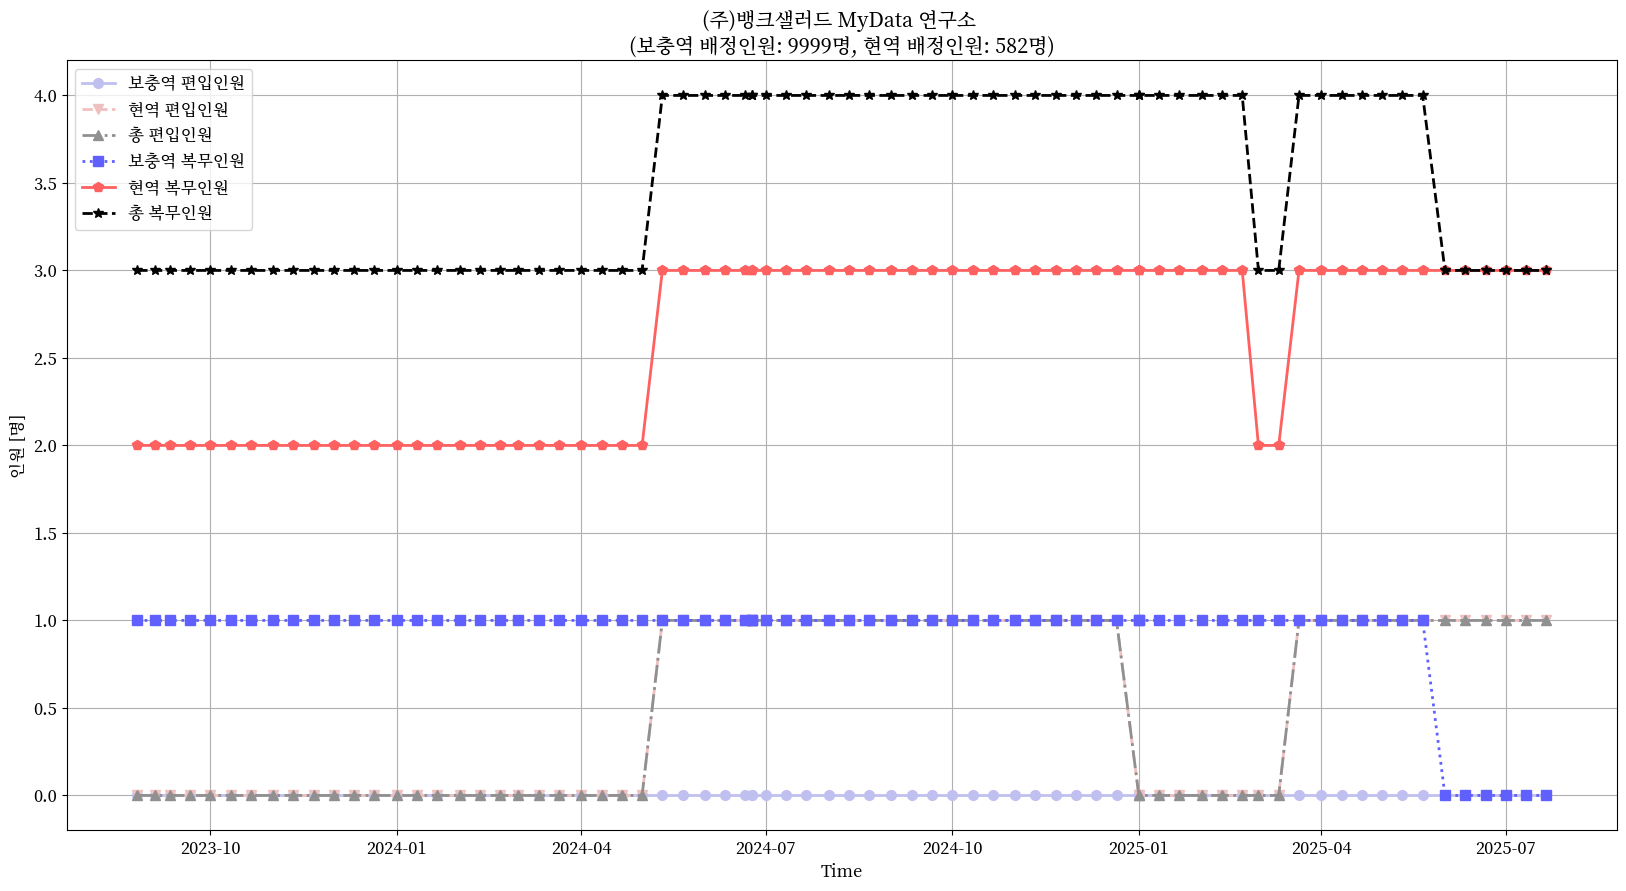 (주)뱅크샐러드 MyData 연구소
(보충역 배정인원: 9999명, 현역 배정인원: 582명)
보충역 편입인원
현역 편입인원
총 편입인원
보충역 복무인원
현역 복무인원
총 복무인원
4.0
3.5
3.0
2.5
2.0
1.5
1.0
0.5
0.0
인원 [명]
2023-10
2024-01
2024-04
2024-07
2024-10
2025-01
2025-04
2025-07
Time